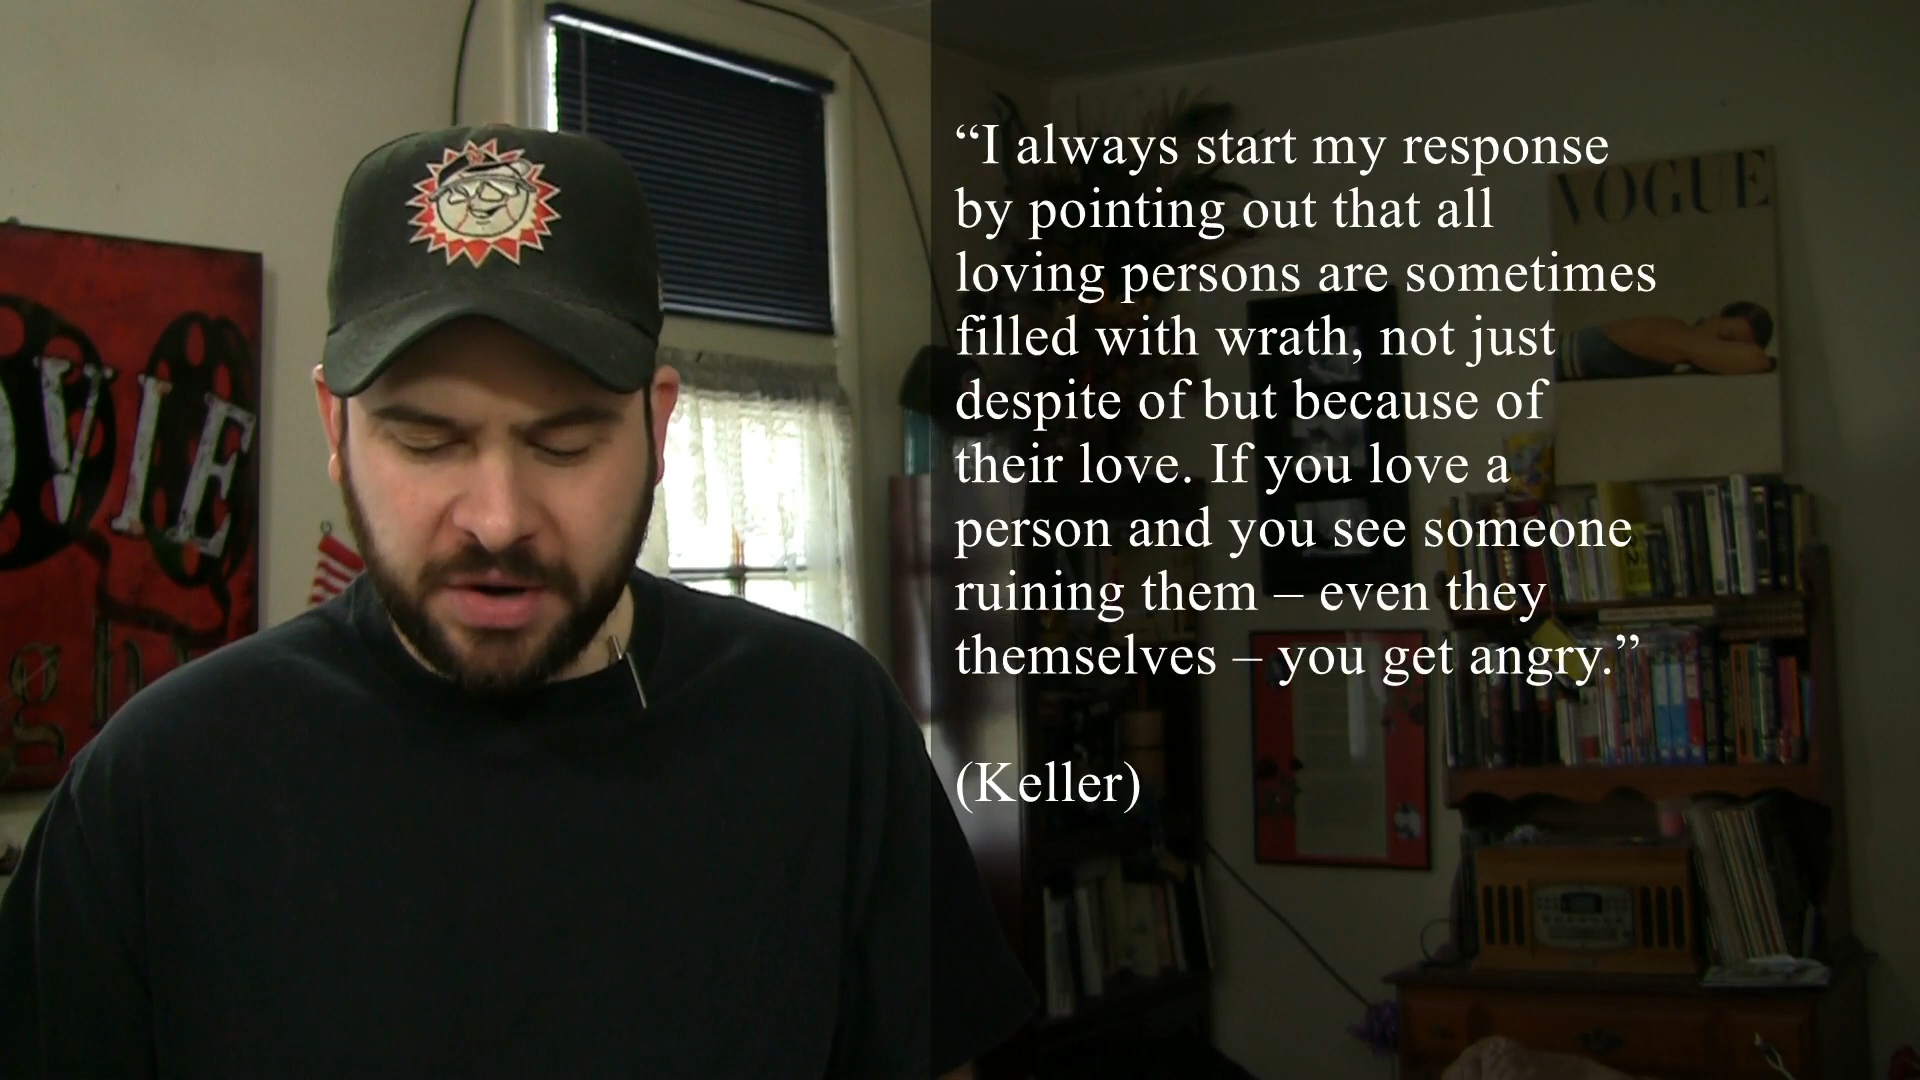 “I always start my response
by pointing out that all
loving persons are sometimes
filled with wrath, not just
despite of but because of
their love. If you love a
person and you see someone
ruining them – even they
themselves – you get angry.”
(Keller)
VOGUE
OVIE
gh